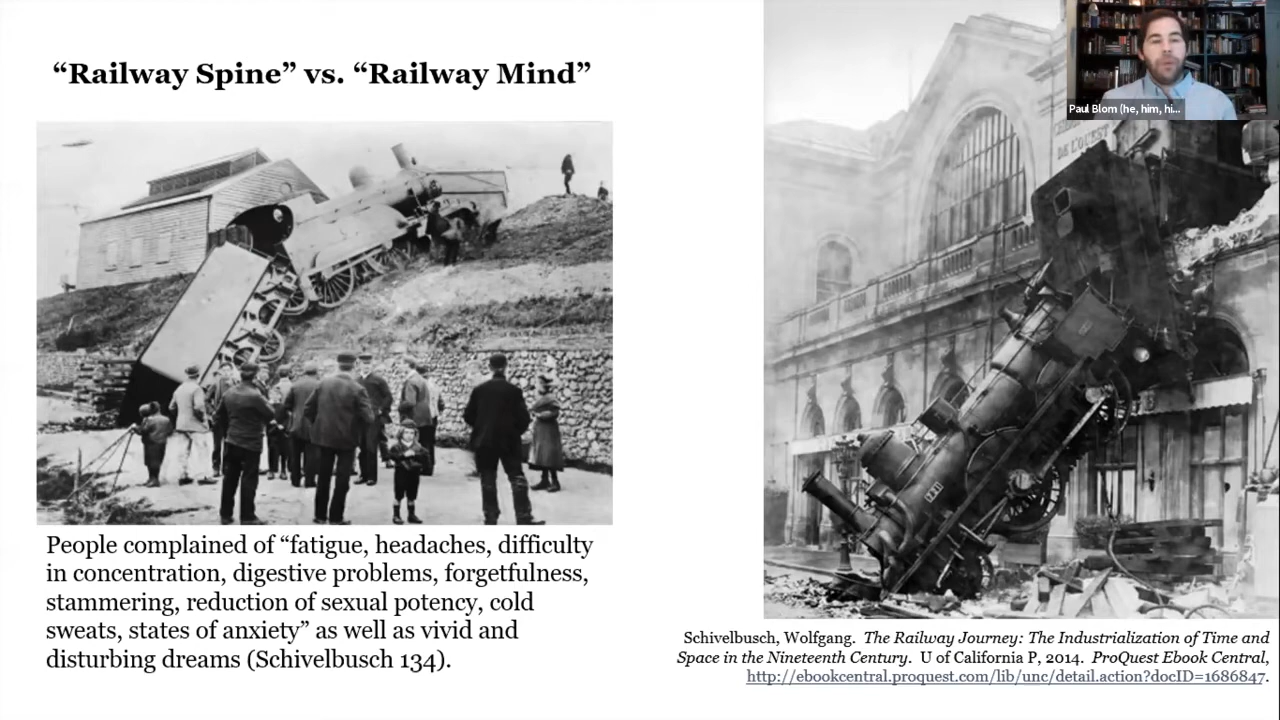 “Railway Spine” vs. “Railway Mind”
People complained of “fatigue, headaches, difficulty
in concentration, digestive problems, forgetfulness,
stammering, reduction of sexual potency, cold
sweats, states of anxiety” as well as vivid and
disturbing dreams (Schivelbusch 134).
Paul Blom (he, him, hi...
DE L'OUEST
Schivelbusch, Wolfgang. The Railway Journey: The Industrialization of Time and
Space in the Nineteenth Century. U of California P, 2014. ProQuest Ebook Central,
http://ebookcentral.proquest.com/lib/unc/detail.action?docID=1686847.